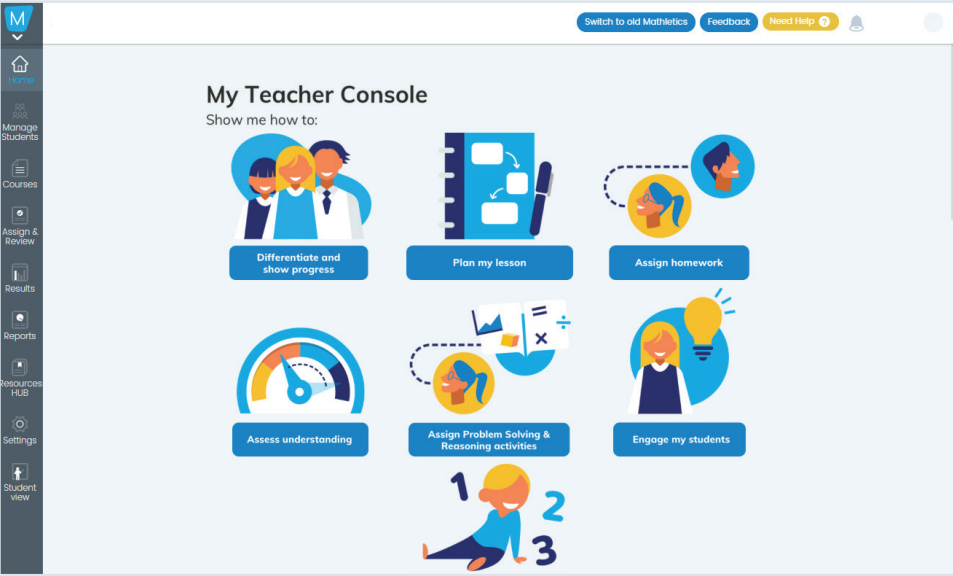 M
Switch to old Mathletics
Feedback
Need Help ?
Home
Manage
Students
Courses
Assign &
Review
Results
Reports
Resources
HUB
Settings
Student
view
My Teacher Console
Show me how to:
Differentiate and
show progress
Plan my lesson
Assign homework
Assess understanding
Assign Problem Solving &
Reasoning activities
Engage my students
= ÷
×
1
2
3